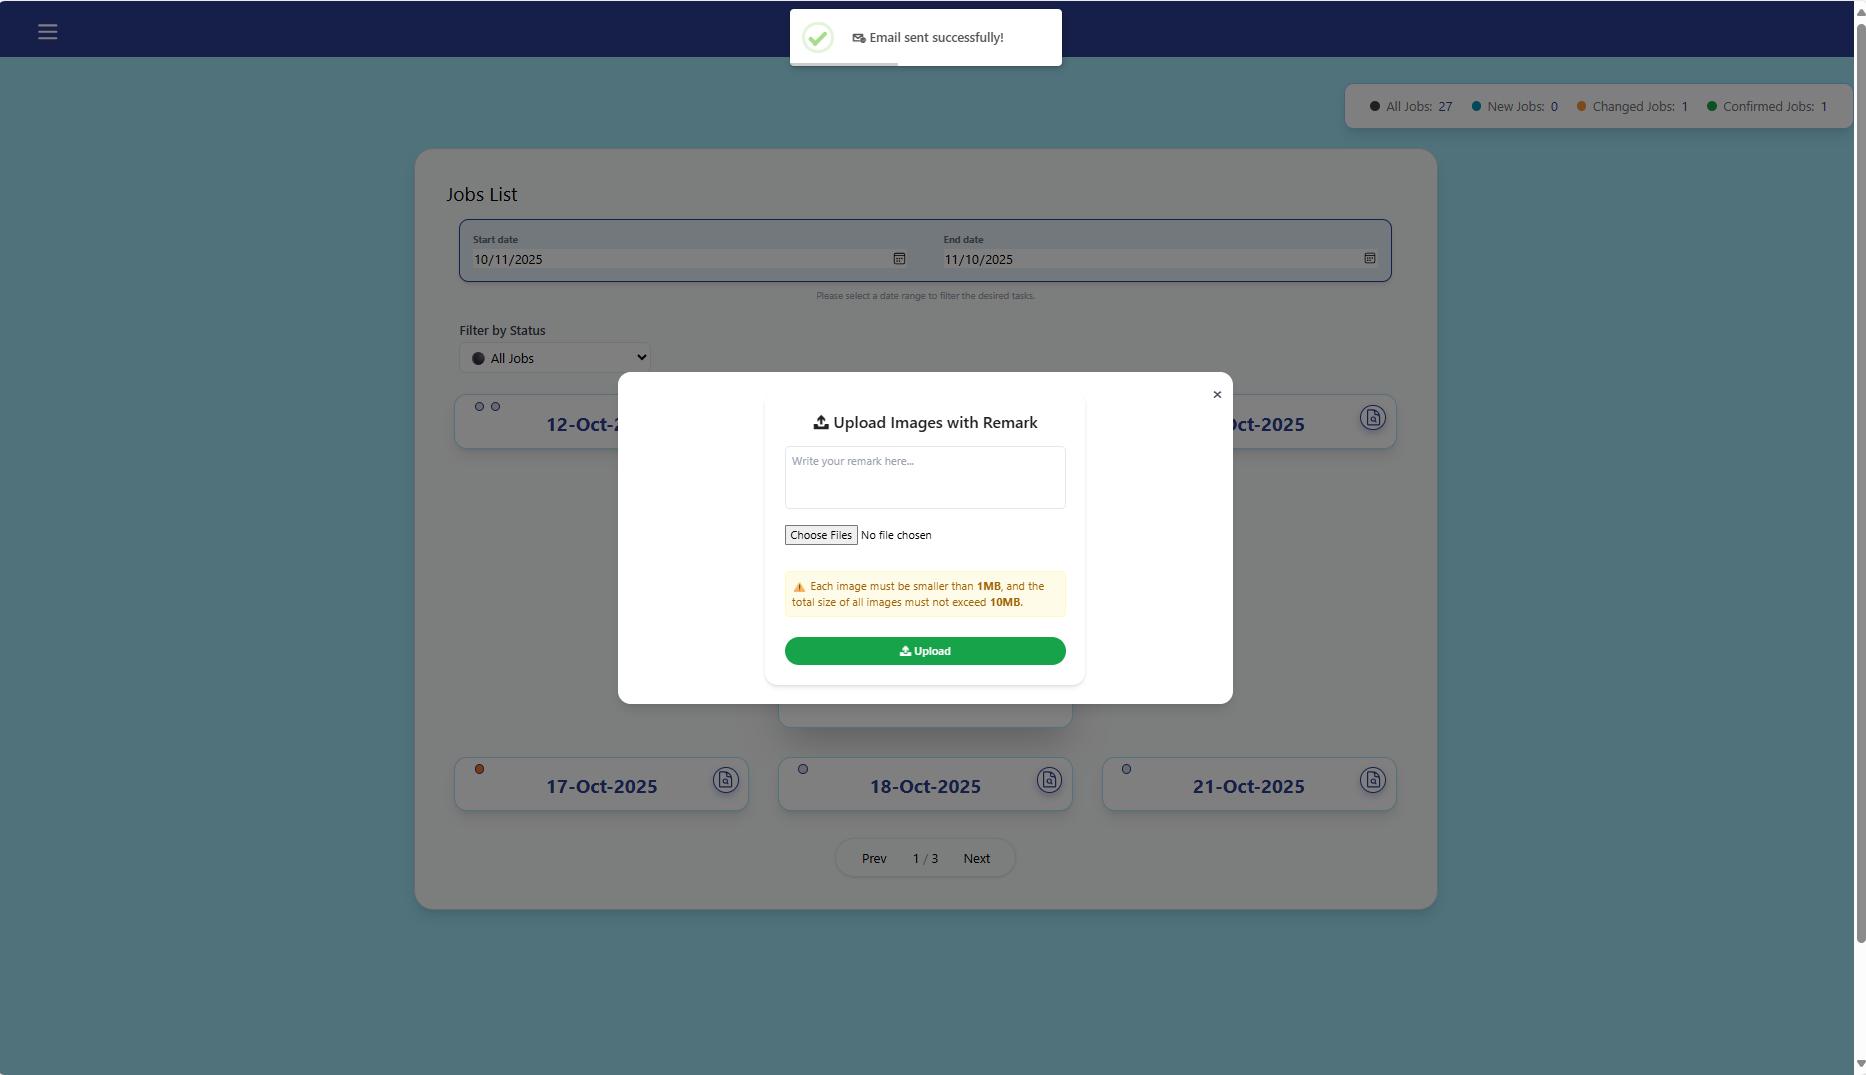 Email sent successfully!
All Jobs: 27 New Jobs: 0 Changed Jobs: 1 Confirmed Jobs: 1
Jobs List
Start date
10/11/2025
End date
11/10/2025
Please select a date range to filter the desired tasks.
Filter by Status
All Jobs
12-Oct-2
Oct-2025
×
Upload Images with Remark
Write your remark here...
Choose Files No file chosen
Each image must be smaller than 1MB, and the
total size of all images must not exceed 10MB.
Upload
17-Oct-2025
18-Oct-2025
21-Oct-2025
Prev 1 / 3 Next